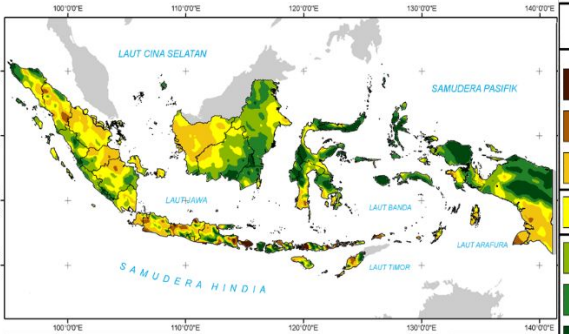 100°0'0"E 110°0'0"E 120°0'0"E 130°0'0"E 140°0'0"E
LAUT CINA SELATAN
SAMUDERA PASIFIK
LAUT JAWA
LAUT BANDA
LAUT ARAFURA
LAUT TIMOR
SAMUDERA HINDIA
100°0'0"E 110°0'0"E 120°0'0"E 130°0'0"E 140°0'0"E